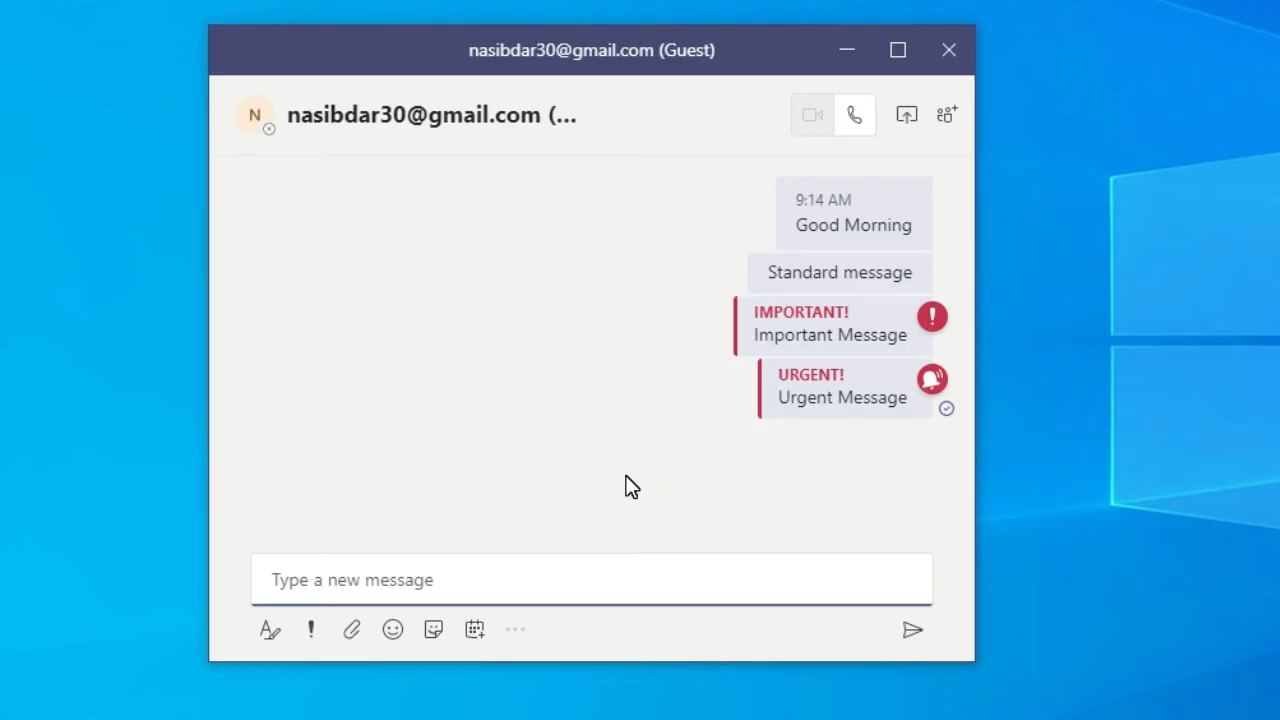 nasibdar30@gmail.com (Guest)
N
nasibdar30@gmail.com (...
9:14 AM
Good Morning
Standard message
IMPORTANT!
Important Message
URGENT!
Urgent Message
Type a new message